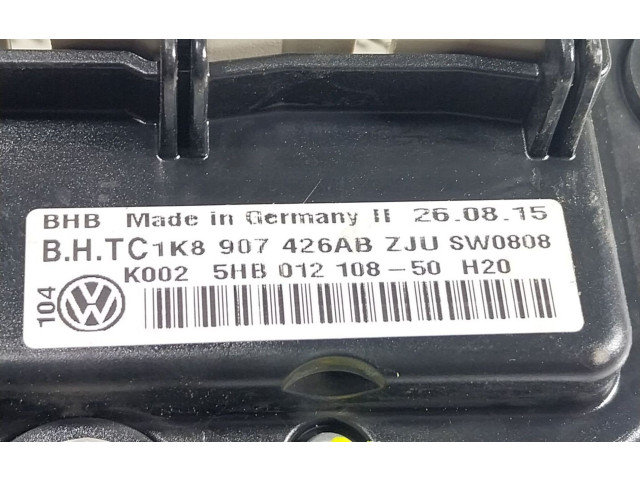 BHB Made in Germany II 26.08.15
B.H.TC 1K8 907 426AB ZJU SW0808
K002 5HB 012 108-50 H20
104